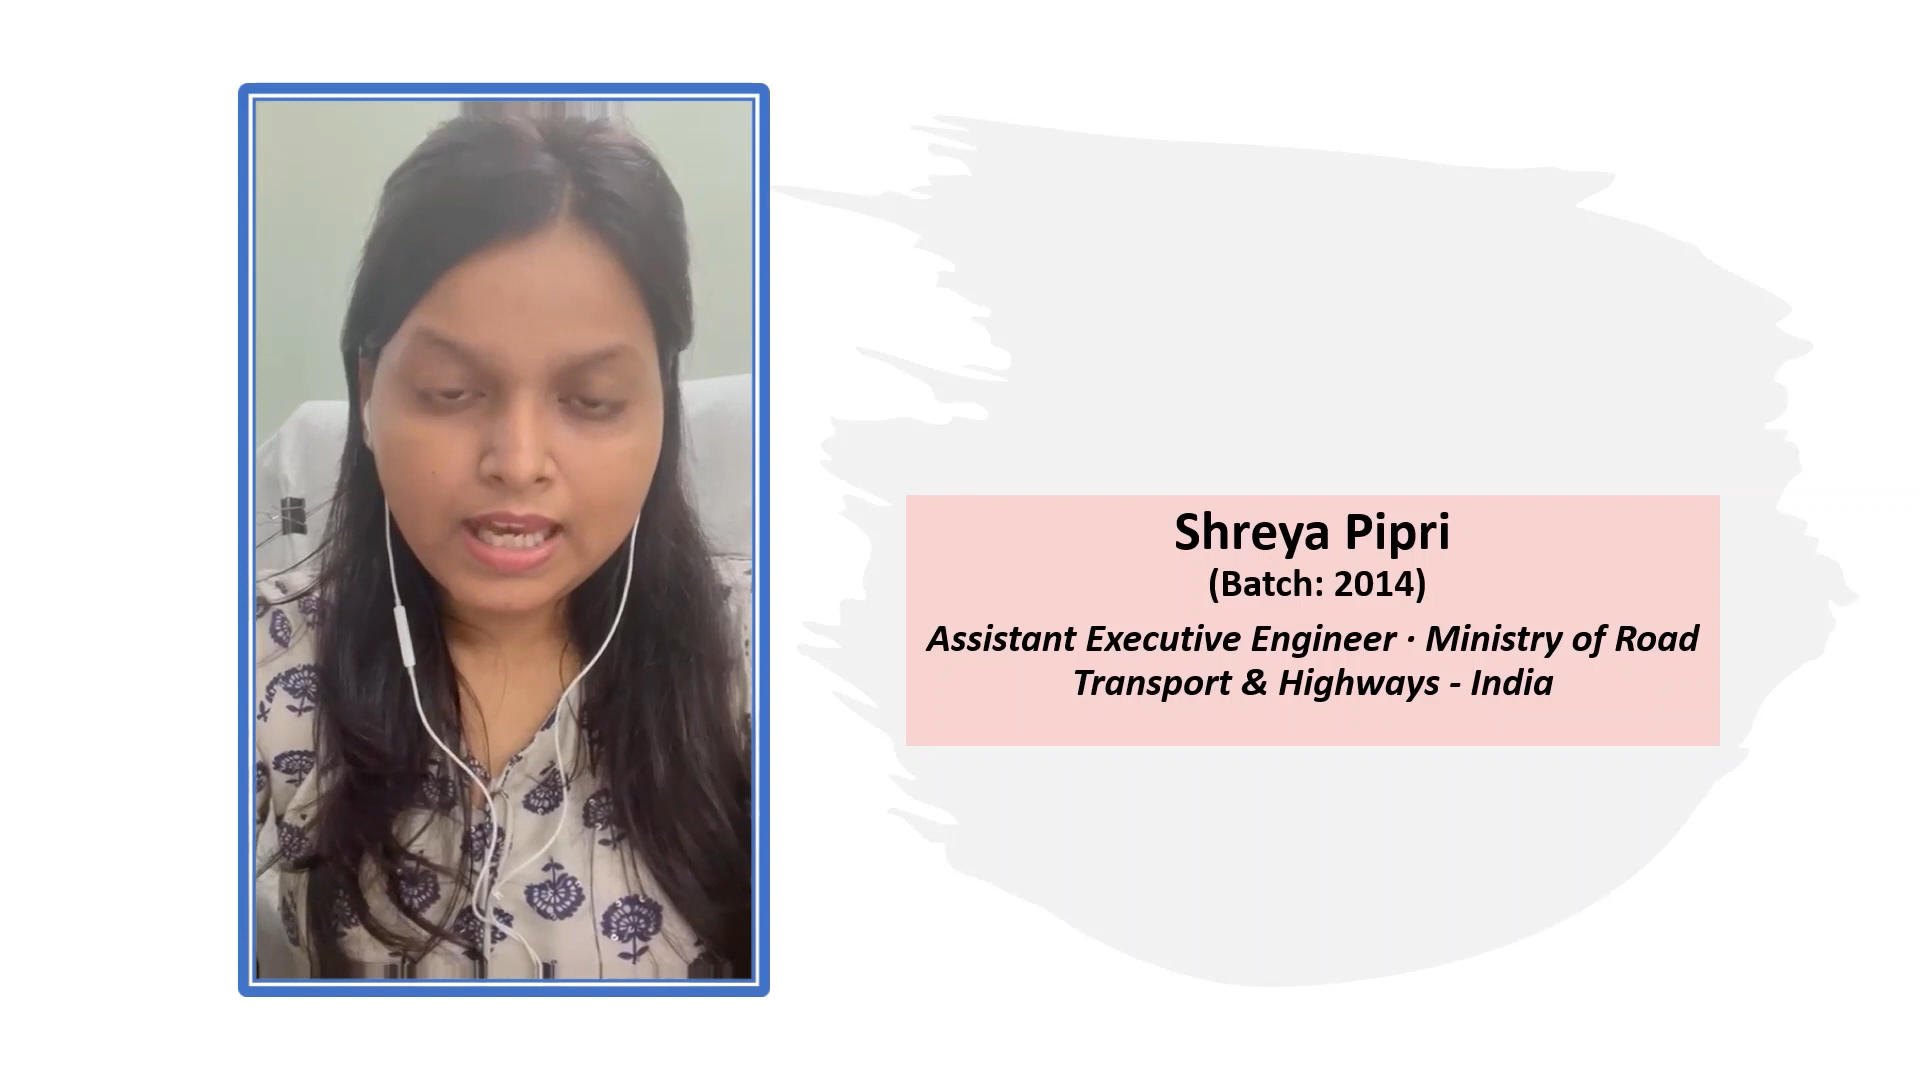 Shreya Pipri
(Batch: 2014)
Assistant Executive Engineer · Ministry of Road
Transport & Highways - India